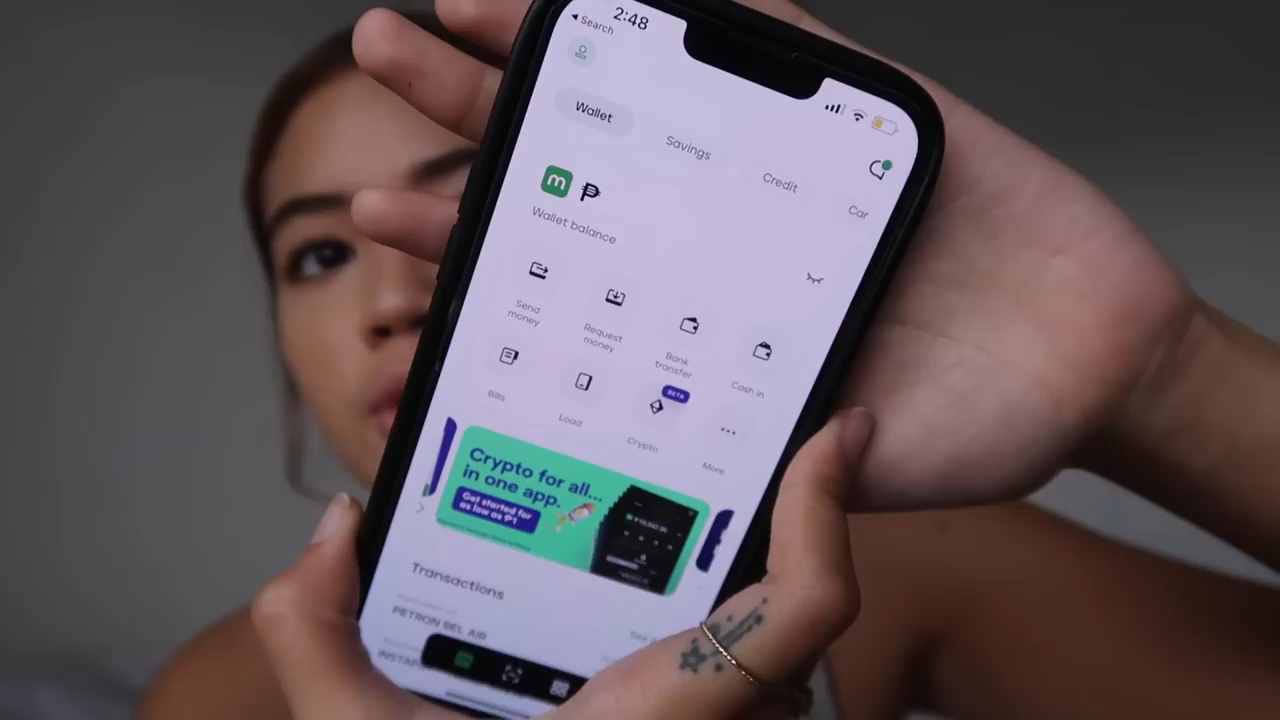 2:48
Search
Wallet
Savings
Credit
Car
m ₱
Wallet balance
Send
money
Request
money
Bank
transfer
Cash in
Bills
Load
BETA
Crypto
More
Crypto for all...
in one app.
Get started for
as low as ₱1
Transactions
PETRON BEL AIR